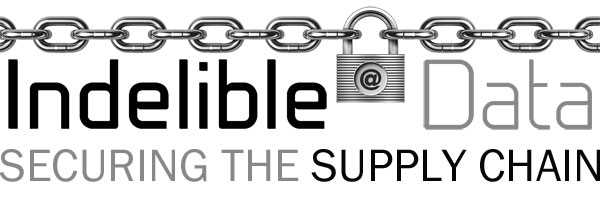 @
Indelible Data
SECURING THE SUPPLY CHAIN